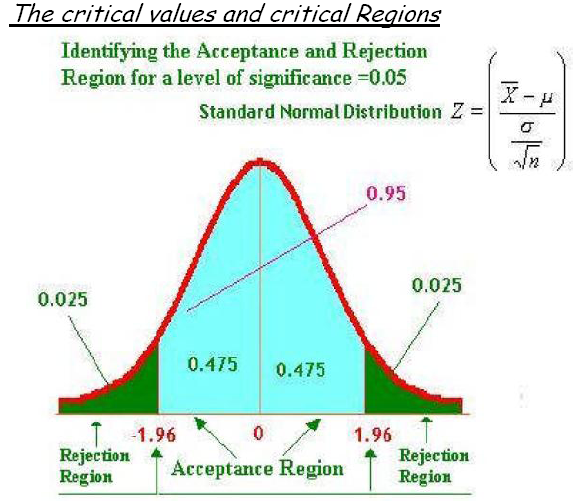 The critical values and critical Regions
Identifying the Acceptance and Rejection
Region for a level of significance =0.05
Standard Normal Distribution Z = ( X̅ − μ / σ / √n )
0.95
0.025
0.025
0.475
0.475
-1.96
0
1.96
Rejection
Region
Acceptance Region
Rejection
Region